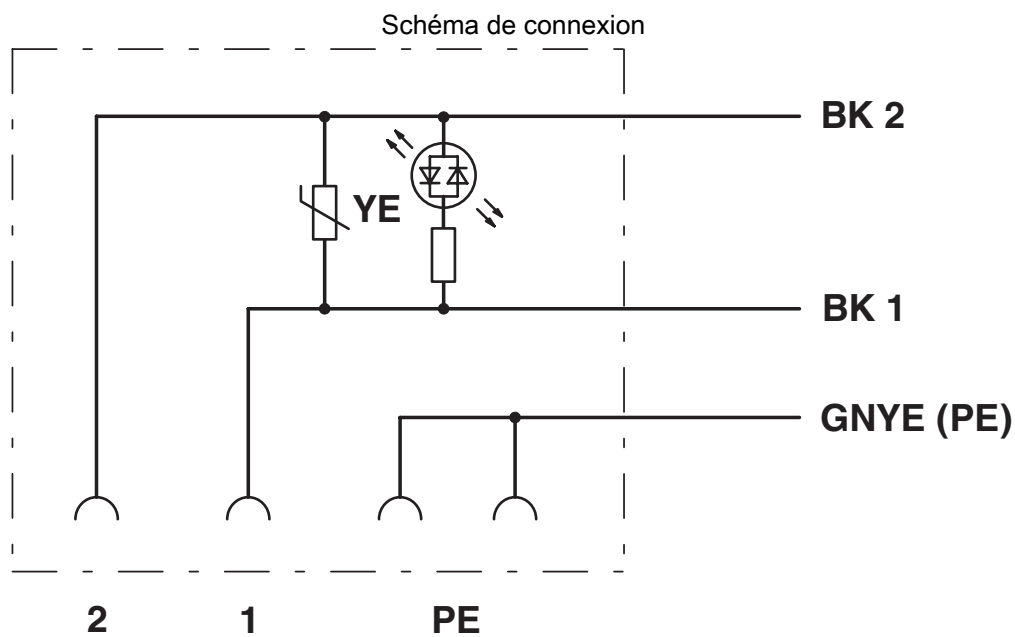 Schéma de connexion
BK 2
YE
BK 1
GNYE (PE)
2 1 PE